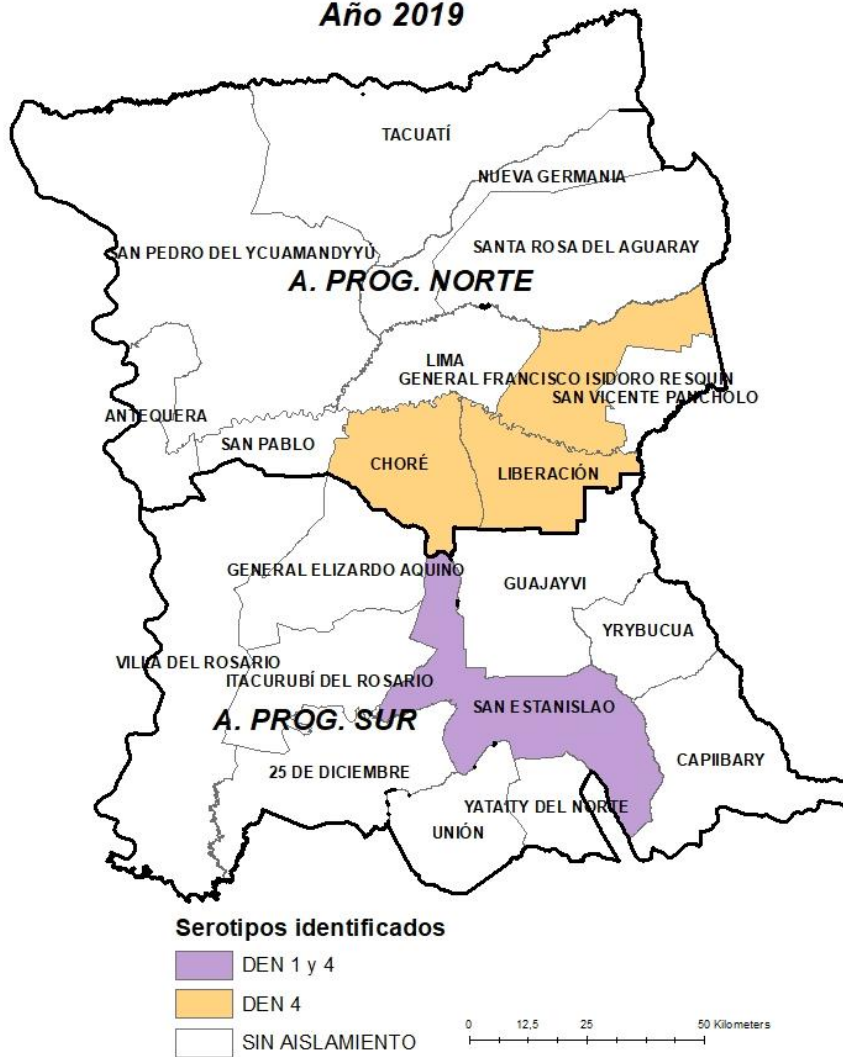 Año 2019
TACUATÍ
NUEVA GERMANIA
SAN PEDRO DEL YCUAMANDYYÚ
SANTA ROSA DEL AGUARAY
A. PROG. NORTE
LIMA
GENERAL FRANCISCO ISIDORO RESQUIN
SAN VICENTE PANCHOLO
ANTEQUERA
SAN PABLO
CHORÉ
LIBERACIÓN
GENERAL ELIZARDO AQUINO
GUAJAYVI
YRYBUCUA
VILLA DEL ROSARIO
ITACURUBÍ DEL ROSARIO
SAN ESTANISLAO
A. PROG. SUR
25 DE DICIEMBRE
CAPIIBARY
YATAITY DEL NORTE
UNIÓN
Serotipos identificados
DEN 1 y 4
DEN 4
SIN AISLAMIENTO
0 12,5 25 50 Kilometers